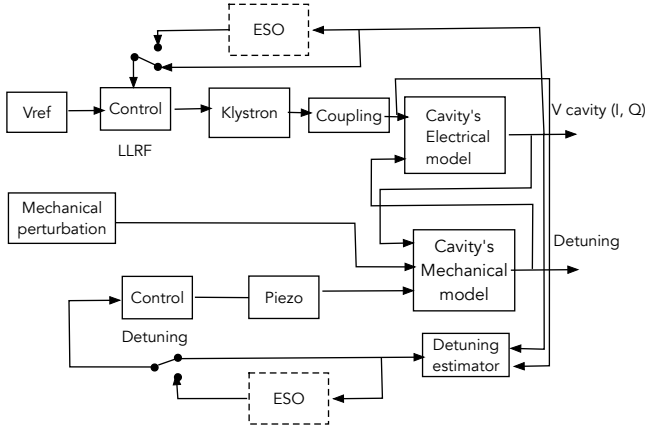 ESO
Vref
Control
Klystron
Coupling
Cavity's
Electrical
model
V cavity (I, Q)
LLRF
Mechanical
perturbation
Cavity's
Mechanical
model
Detuning
Control
Piezo
Detuning
Detuning
estimator
ESO